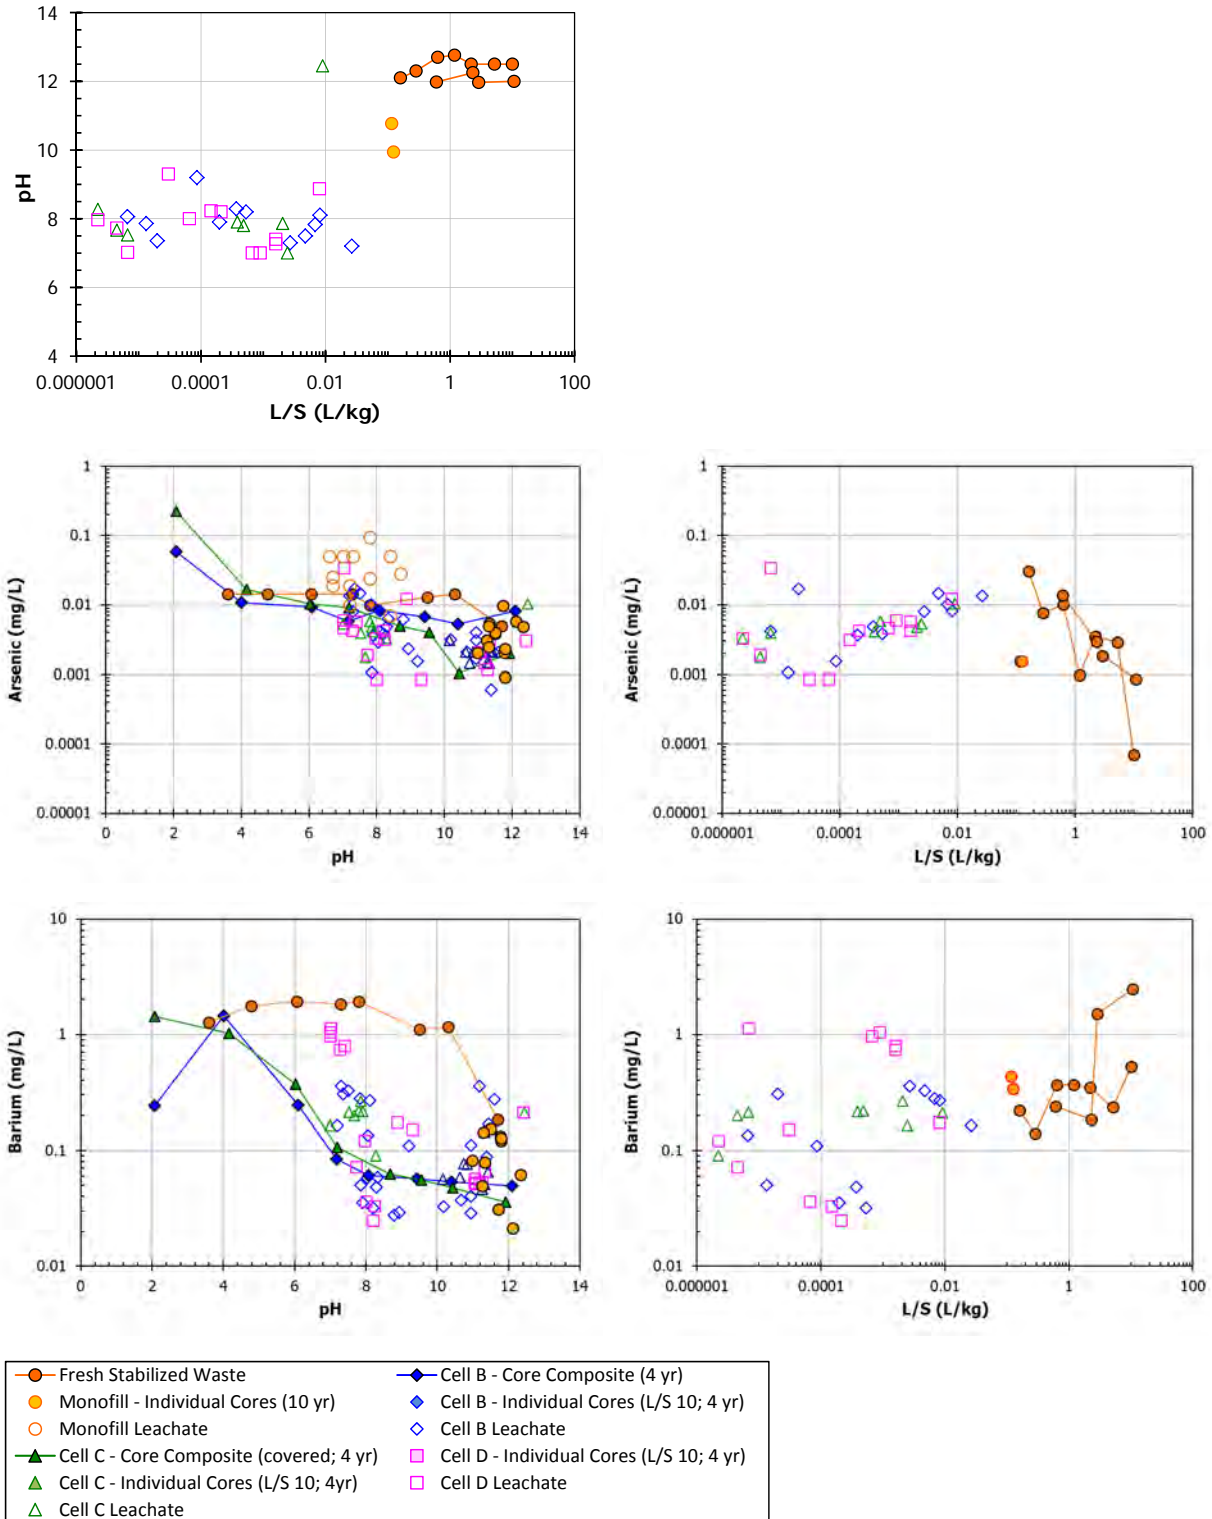 14
12
10
8
6
4
pH
0.000001 0.0001 0.01 1 100
L/S (L/kg)
1
0.1
0.01
0.001
0.0001
0.00001
Arsenic (mg/L)
0 2 4 6 8 10 12 14
pH
1
0.1
0.01
0.001
0.0001
0.00001
Arsenic (mg/L)
0.000001 0.0001 0.01 1 100
L/S (L/kg)
10
1
0.1
0.01
Barium (mg/L)
0 2 4 6 8 10 12 14
pH
10
1
0.1
0.01
Barium (mg/L)
0.000001 0.0001 0.01 1 100
L/S (L/kg)
Fresh Stabilized Waste
Monofill - Individual Cores (10 yr)
Monofill Leachate
Cell C - Core Composite (covered; 4 yr)
Cell C - Individual Cores (L/S 10; 4yr)
Cell C Leachate
Cell B - Core Composite (4 yr)
Cell B - Individual Cores (L/S 10; 4 yr)
Cell B Leachate
Cell D - Individual Cores (L/S 10; 4 yr)
Cell D Leachate